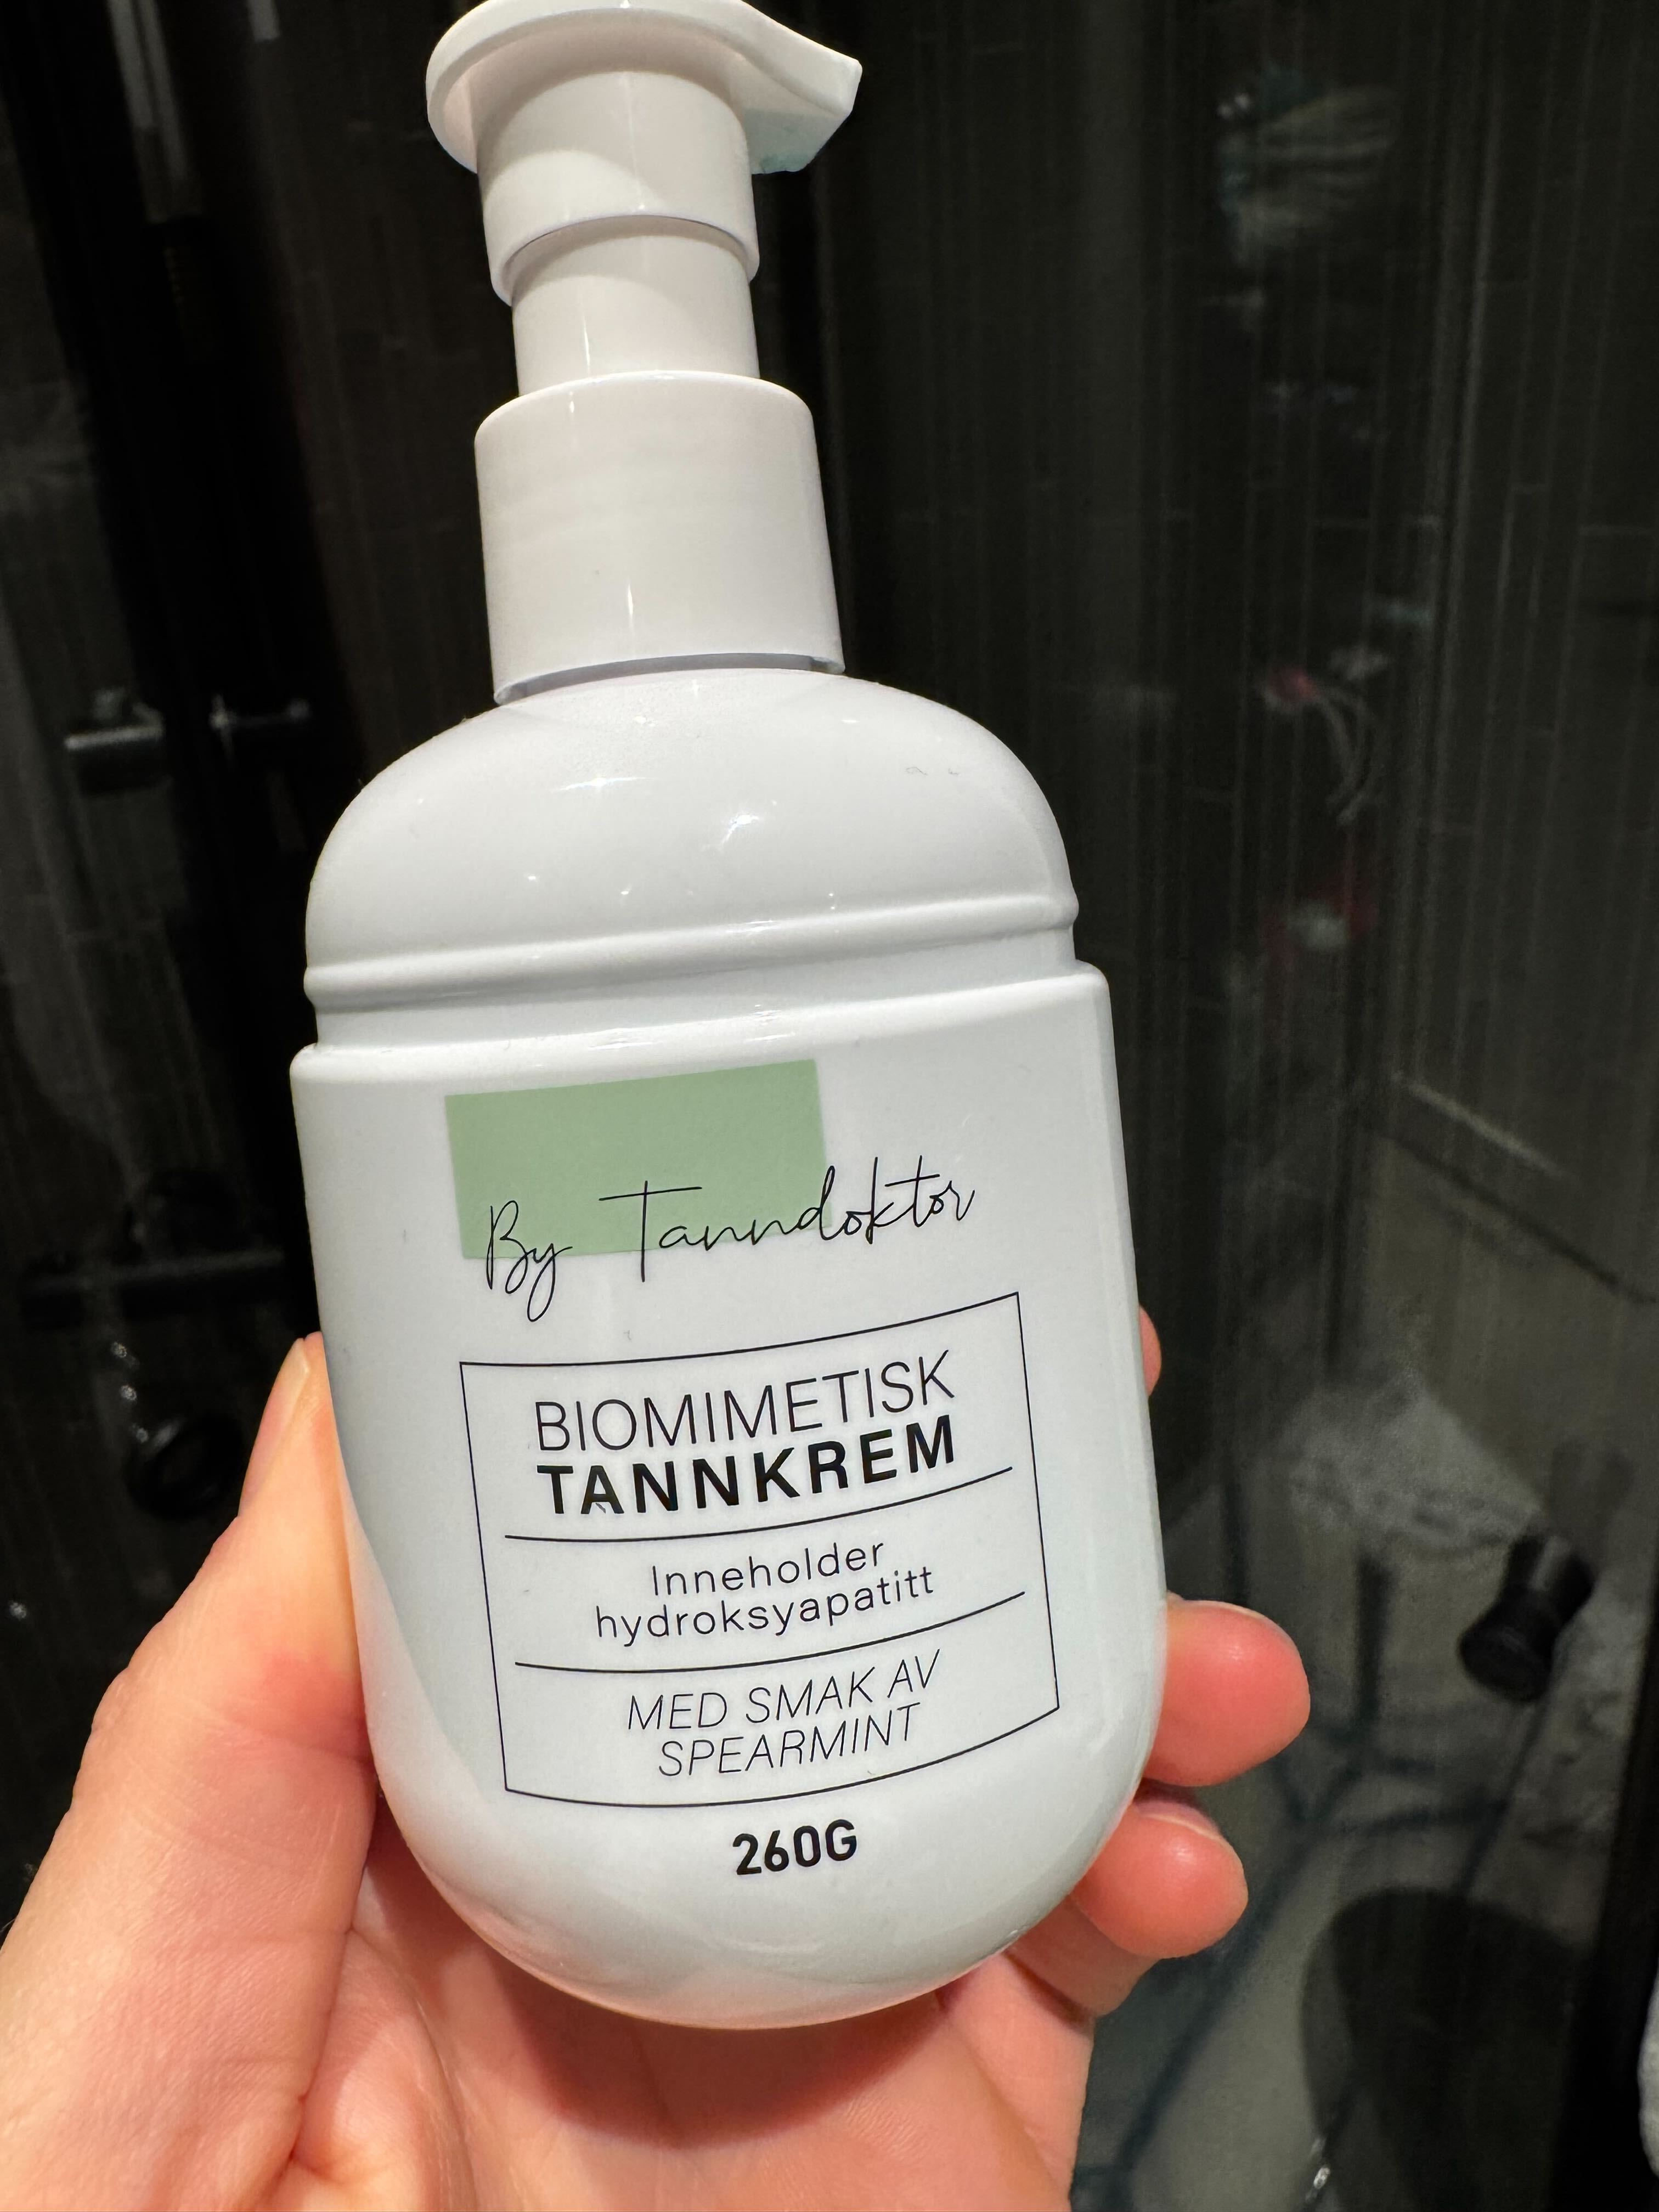 By Tanndoktor
BIOMIMETISK
TANNKREM
Inneholder
hydroksyapatitt
MED SMAK AV
SPEARMINT
260G